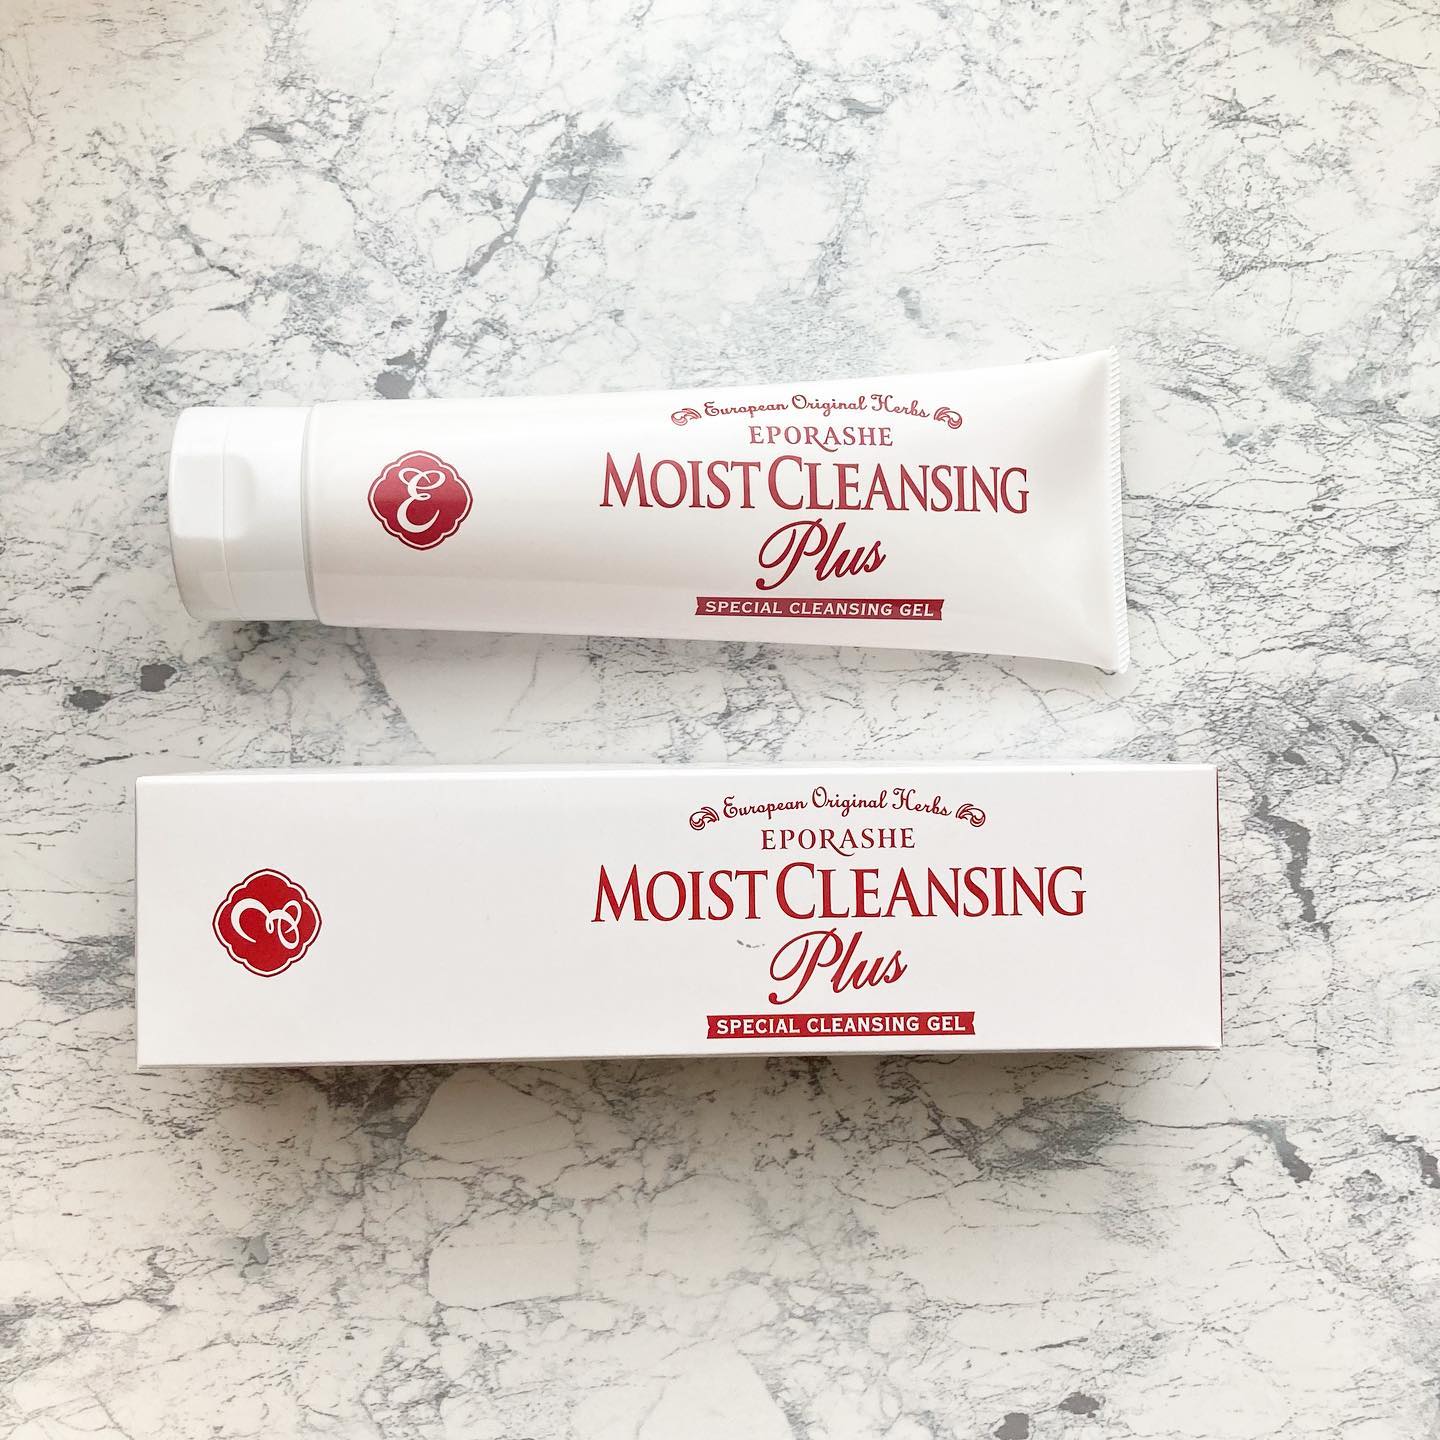 European Original Herbs
EPORASHE
MOIST CLEANSING
Plus
SPECIAL CLEANSING GEL
E
European Original Herbs
EPORASHE
MOIST CLEANSING
Plus
SPECIAL CLEANSING GEL
E